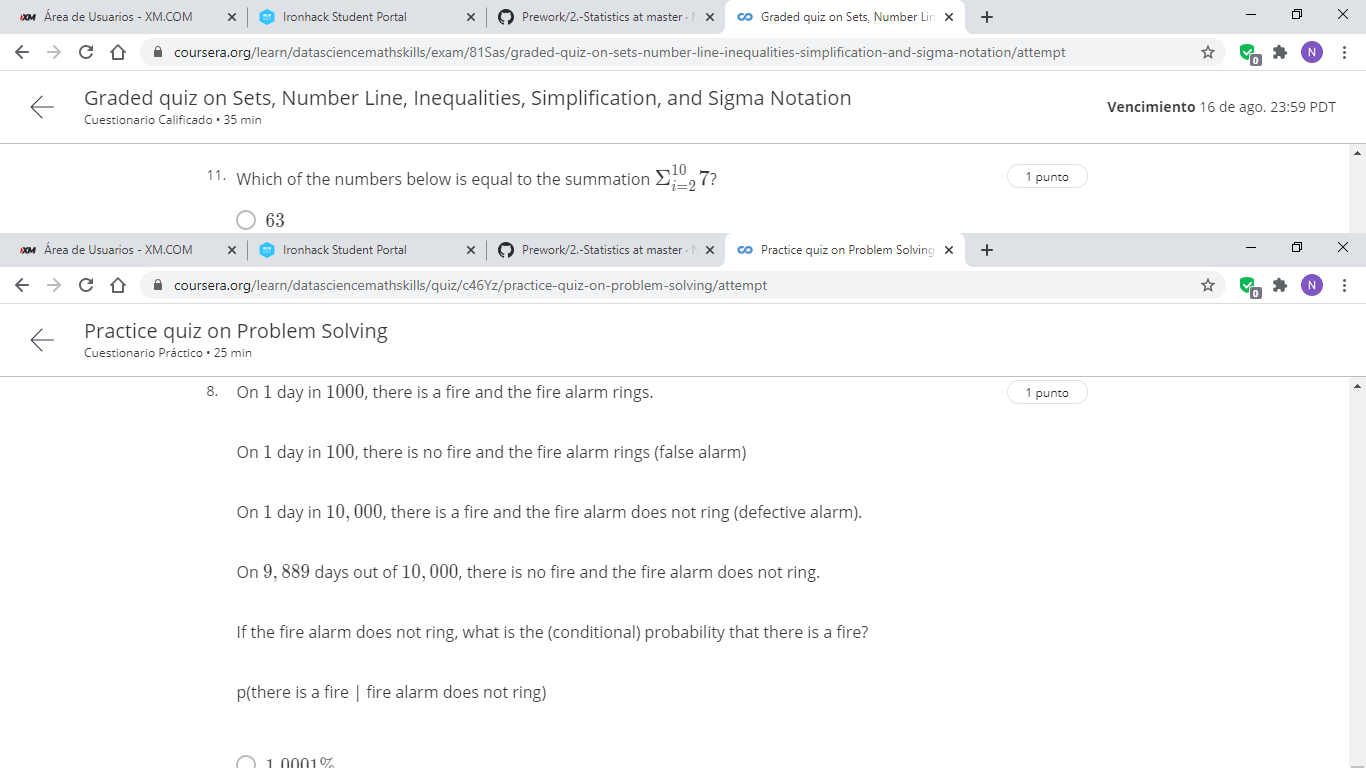 XM Área de Usuarios - XM.COM Ironhack Student Portal Prework/2.-Statistics at master · Graded quiz on Sets, Number Lin
coursera.org/learn/datasciencemathskills/exam/81Sas/graded-quiz-on-sets-number-line-inequalities-simplification-and-sigma-notation/attempt 0 N
Graded quiz on Sets, Number Line, Inequalities, Simplification, and Sigma Notation
Cuestionario Calificado • 35 min
Vencimiento 16 de ago. 23:59 PDT
11. Which of the numbers below is equal to the summation Σ_{i=2}^{10} 7?
1 punto
63
XM Área de Usuarios - XM.COM Ironhack Student Portal Prework/2.-Statistics at master · Practice quiz on Problem Solving
coursera.org/learn/datasciencemathskills/quiz/c46Yz/practice-quiz-on-problem-solving/attempt 0 N
Practice quiz on Problem Solving
Cuestionario Práctico • 25 min
8. On 1 day in 1000, there is a fire and the fire alarm rings.
1 punto
On 1 day in 100, there is no fire and the fire alarm rings (false alarm)
On 1 day in 10,000, there is a fire and the fire alarm does not ring (defective alarm).
On 9,889 days out of 10,000, there is no fire and the fire alarm does not ring.
If the fire alarm does not ring, what is the (conditional) probability that there is a fire?
p(there is a fire | fire alarm does not ring)
1.0001%